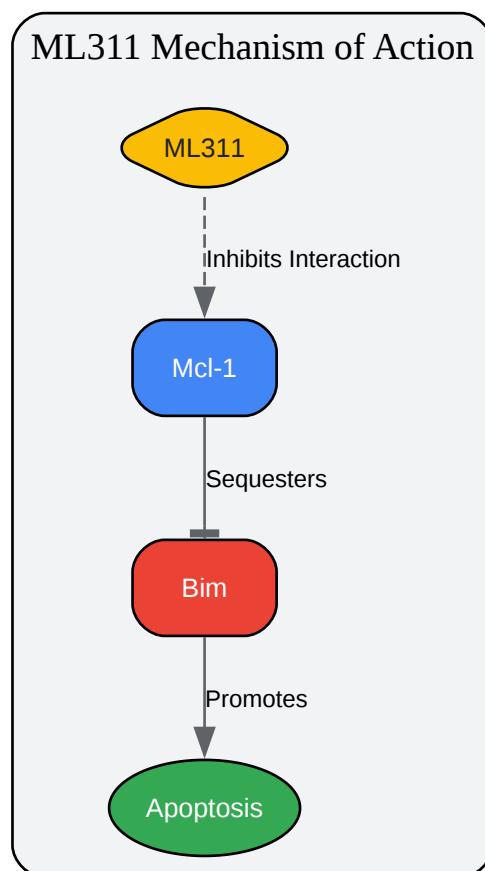 ML311 Mechanism of Action
ML311
Inhibits Interaction
Mcl-1
Sequesters
Bim
Promotes
Apoptosis